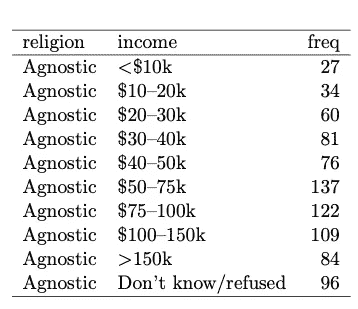 religion income freq
Agnostic <$10k 27
Agnostic $10–20k 34
Agnostic $20–30k 60
Agnostic $30–40k 81
Agnostic $40–50k 76
Agnostic $50–75k 137
Agnostic $75–100k 122
Agnostic $100–150k 109
Agnostic >150k 84
Agnostic Don't know/refused 96